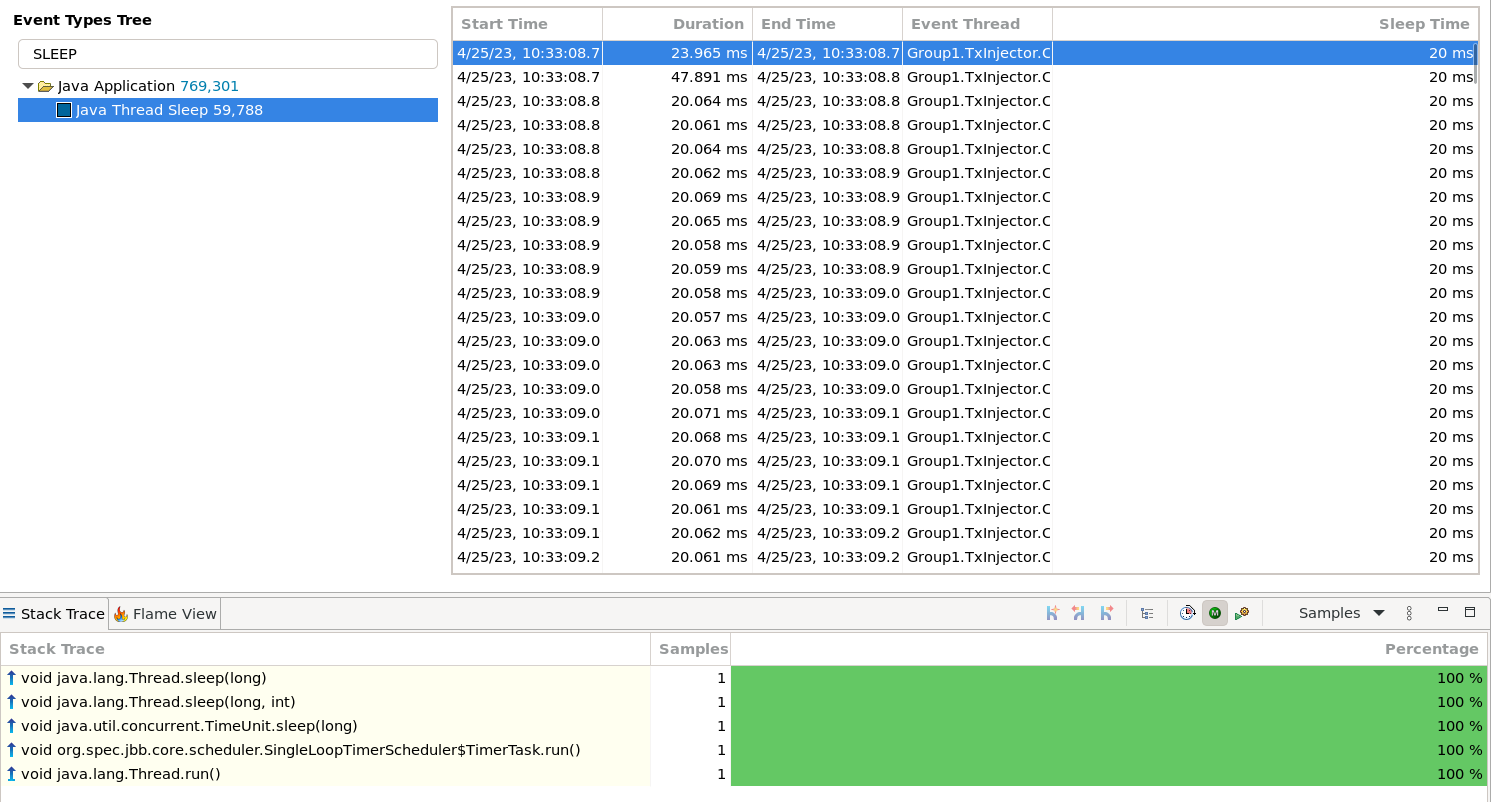 Event Types Tree
SLEEP
Java Application 769,301
Java Thread Sleep 59,788
Start Time Duration End Time Event Thread Sleep Time
4/25/23, 10:33:08.7 23.965 ms 4/25/23, 10:33:08.7 Group1.TxInjector.C 20 ms
4/25/23, 10:33:08.7 47.891 ms 4/25/23, 10:33:08.8 Group1.TxInjector.C 20 ms
4/25/23, 10:33:08.8 20.064 ms 4/25/23, 10:33:08.8 Group1.TxInjector.C 20 ms
4/25/23, 10:33:08.8 20.061 ms 4/25/23, 10:33:08.8 Group1.TxInjector.C 20 ms
4/25/23, 10:33:08.8 20.064 ms 4/25/23, 10:33:08.8 Group1.TxInjector.C 20 ms
4/25/23, 10:33:08.8 20.062 ms 4/25/23, 10:33:08.9 Group1.TxInjector.C 20 ms
4/25/23, 10:33:08.9 20.069 ms 4/25/23, 10:33:08.9 Group1.TxInjector.C 20 ms
4/25/23, 10:33:08.9 20.065 ms 4/25/23, 10:33:08.9 Group1.TxInjector.C 20 ms
4/25/23, 10:33:08.9 20.058 ms 4/25/23, 10:33:08.9 Group1.TxInjector.C 20 ms
4/25/23, 10:33:08.9 20.059 ms 4/25/23, 10:33:08.9 Group1.TxInjector.C 20 ms
4/25/23, 10:33:08.9 20.058 ms 4/25/23, 10:33:09.0 Group1.TxInjector.C 20 ms
4/25/23, 10:33:09.0 20.057 ms 4/25/23, 10:33:09.0 Group1.TxInjector.C 20 ms
4/25/23, 10:33:09.0 20.063 ms 4/25/23, 10:33:09.0 Group1.TxInjector.C 20 ms
4/25/23, 10:33:09.0 20.063 ms 4/25/23, 10:33:09.0 Group1.TxInjector.C 20 ms
4/25/23, 10:33:09.0 20.058 ms 4/25/23, 10:33:09.0 Group1.TxInjector.C 20 ms
4/25/23, 10:33:09.0 20.071 ms 4/25/23, 10:33:09.1 Group1.TxInjector.C 20 ms
4/25/23, 10:33:09.1 20.068 ms 4/25/23, 10:33:09.1 Group1.TxInjector.C 20 ms
4/25/23, 10:33:09.1 20.070 ms 4/25/23, 10:33:09.1 Group1.TxInjector.C 20 ms
4/25/23, 10:33:09.1 20.069 ms 4/25/23, 10:33:09.1 Group1.TxInjector.C 20 ms
4/25/23, 10:33:09.1 20.061 ms 4/25/23, 10:33:09.1 Group1.TxInjector.C 20 ms
4/25/23, 10:33:09.1 20.062 ms 4/25/23, 10:33:09.2 Group1.TxInjector.C 20 ms
4/25/23, 10:33:09.2 20.061 ms 4/25/23, 10:33:09.2 Group1.TxInjector.C 20 ms
Stack Trace Flame View Samples
Stack Trace Samples Percentage
void java.lang.Thread.sleep(long) 1 100 %
void java.lang.Thread.sleep(long, int) 1 100 %
void java.util.concurrent.TimeUnit.sleep(long) 1 100 %
void org.spec.jbb.core.scheduler.SingleLoopTimerScheduler$TimerTask.run() 1 100 %
void java.lang.Thread.run() 1 100 %